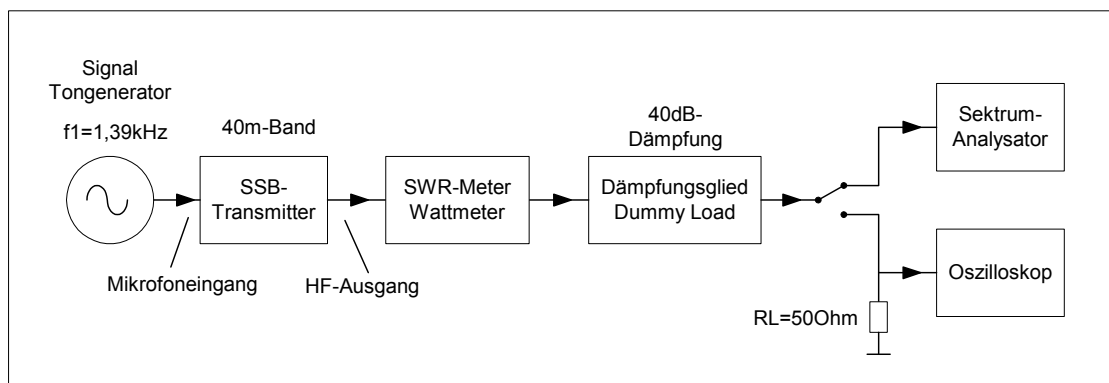 Signal
Tongenerator
f1=1,39kHz
40m-Band
SSB-
Transmitter
SWR-Meter
Wattmeter
40dB-
Dämpfung
Dämpfungsglied
Dummy Load
Sektrum-
Analysator
Mikrofoneingang
HF-Ausgang
Oszilloskop
RL=50Ohm